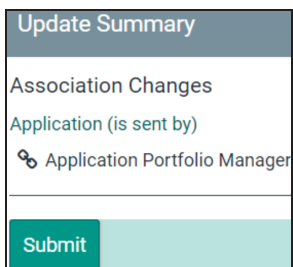 Update Summary
Association Changes
Application (is sent by)
Application Portfolio Manager
Submit